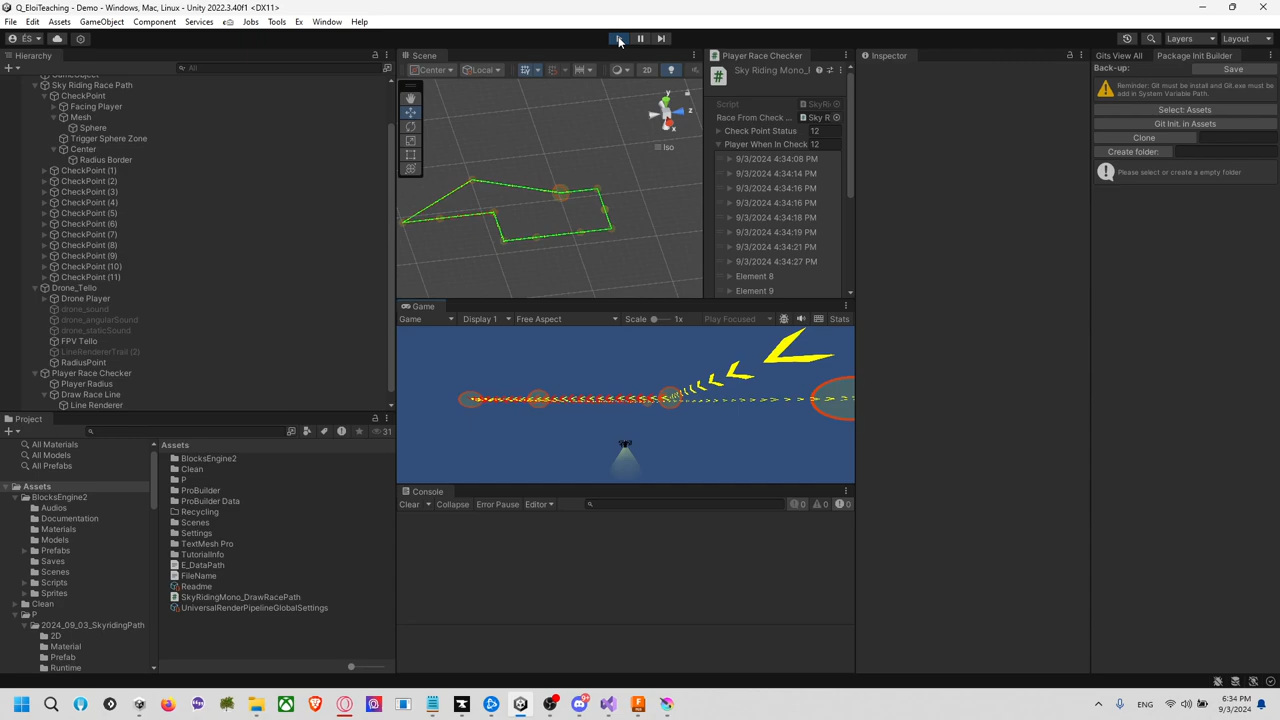 Q_EloiTeaching - Demo - Windows, Mac, Linux - Unity 2022.3.40f1 <DX11>
File Edit Assets GameObject Component Services Jobs Tools Ex Window Help
ÉS
Layers Layout
Hierarchy
All
GameObject
Sky Riding Race Path
CheckPoint
Facing Player
Mesh
Sphere
Trigger Sphere Zone
Center
Radius Border
CheckPoint (1)
CheckPoint (2)
CheckPoint (3)
CheckPoint (4)
CheckPoint (5)
CheckPoint (6)
CheckPoint (7)
CheckPoint (8)
CheckPoint (9)
CheckPoint (10)
CheckPoint (11)
Drone_Tello
Drone Player
drone_sound
drone_angularSound
drone_staticSound
FPV Tello
LineRendererTrail (2)
RadiusPoint
Player Race Checker
Player Radius
Draw Race Line
Line Renderer
Scene
Center Local 2D
y
z
x
Iso
Player Race Checker
Sky Riding Mono_
Script SkyRi
Race From Check Sky R
Check Point Status 12
Player When In Check 12
9/3/2024 4:34:08 PM
9/3/2024 4:34:14 PM
9/3/2024 4:34:16 PM
9/3/2024 4:34:16 PM
9/3/2024 4:34:18 PM
9/3/2024 4:34:19 PM
9/3/2024 4:34:21 PM
9/3/2024 4:34:27 PM
Element 8
Element 9
Game
Game Display 1 Free Aspect Scale 1x Play Focused Stats
Inspector
Gits View All Package Init Builder
Back-up: Save
Reminder: Git must be install and Git.exe must be add in System Variable Path.
Select: Assets
Git Init. in Assets
Clone
Create folder:
Please select or create a empty folder
Project
31
All Materials
All Models
All Prefabs
Assets
BlocksEngine2
Audios
Documentation
Materials
Models
Prefabs
Saves
Scenes
Scripts
Sprites
Clean
P
2024_09_03_SkyridingPath
2D
Material
Prefab
Runtime
Assets
BlocksEngine2
Clean
P
ProBuilder
ProBuilder Data
Recycling
Scenes
Settings
TextMesh Pro
TutorialInfo
E_DataPath
FileName
Readme
SkyRidingMono_DrawRacePath
UniversalRenderPipelineGlobalSettings
Console
Clear Collapse Error Pause Editor 0 0 0
ENG
6:34 PM
9/3/2024